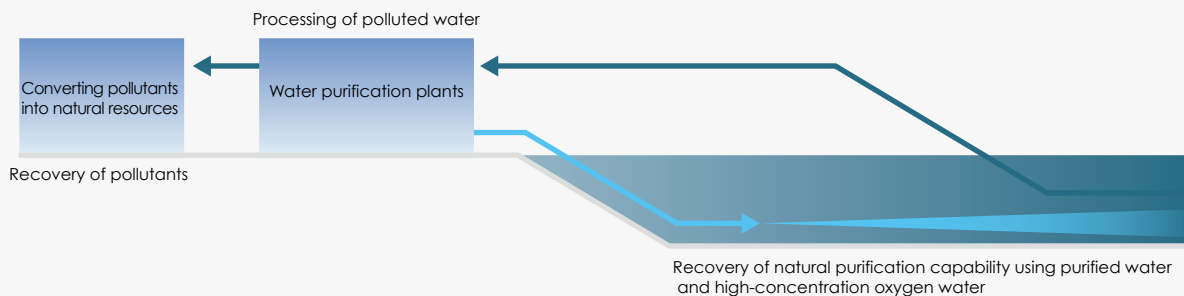 Processing of polluted water
Converting pollutants
into natural resources
Water purification plants
Recovery of pollutants
Recovery of natural purification capability using purified water
and high-concentration oxygen water